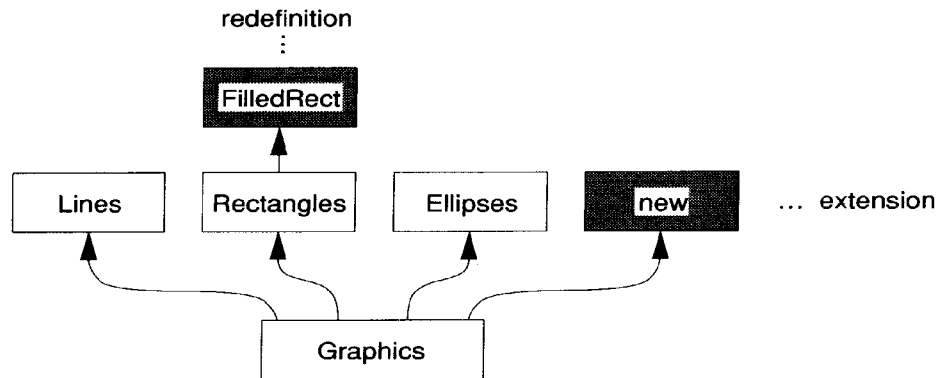 redefinition
⋮
FilledRect
Lines
Rectangles
Ellipses
new
... extension
Graphics